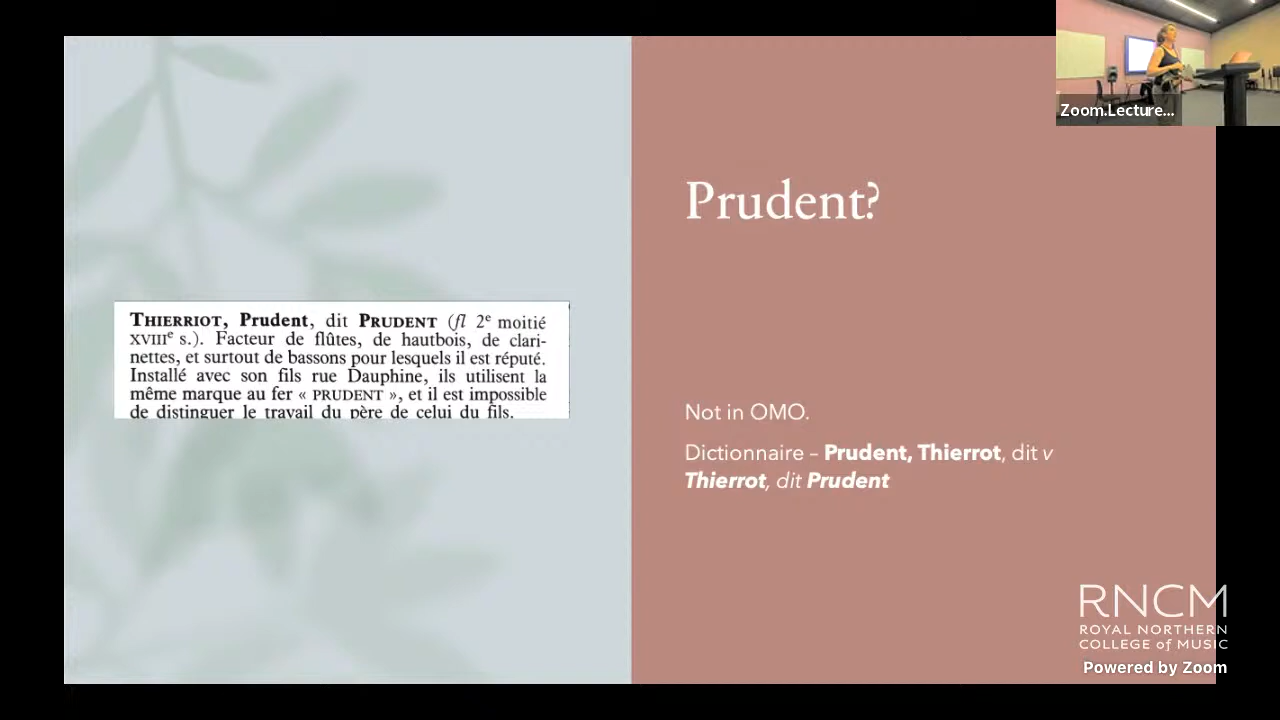 Zoom.Lecture...
THIERRIOT, Prudent, dit PRUDENT (fl 2e moitié
XVIIIe s.). Facteur de flûtes, de hautbois, de clari-
nettes, et surtout de bassons pour lesquels il est réputé.
Installé avec son fils rue Dauphine, ils utilisent la
même marque au fer « PRUDENT », et il est impossible
de distinguer le travail du père de celui du fils.
Prudent?
Not in OMO.
Dictionnaire – Prudent, Thierrot, dit v
Thierrot, dit Prudent
RNCM
ROYAL NORTHERN
COLLEGE of MUSIC
Powered by Zoom